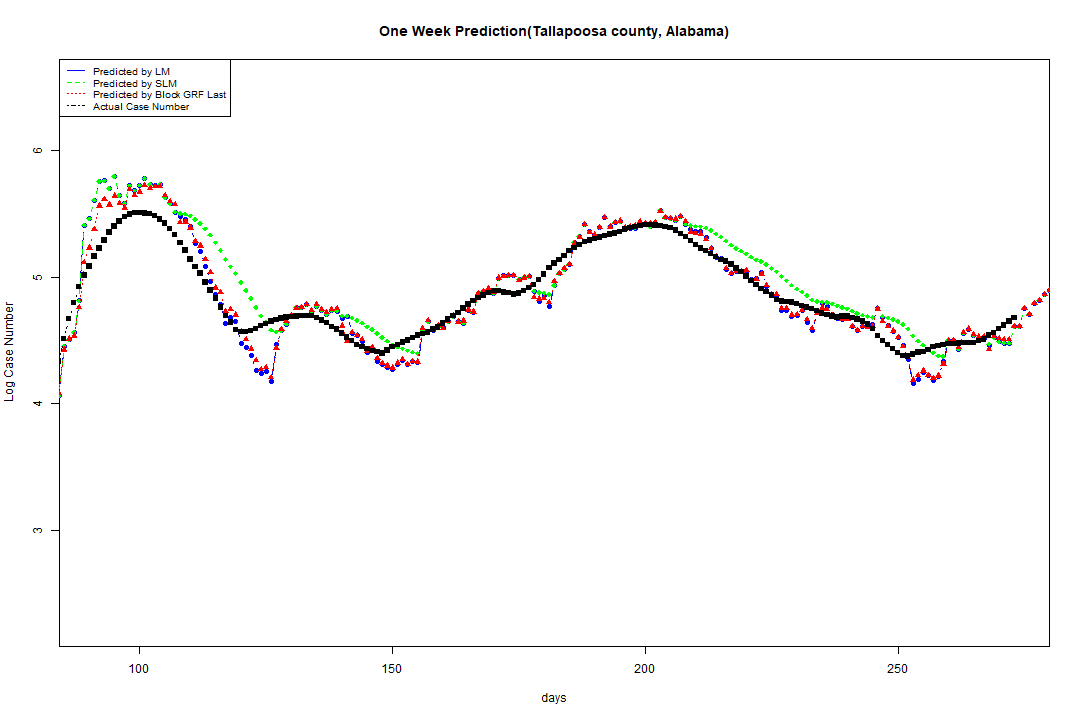 One Week Prediction(Tallapoosa county, Alabama)
Predicted by LM
Predicted by SLM
Predicted by Block GRF Last
Actual Case Number
6
5
4
3
Log Case Number
100 150 200 250
days